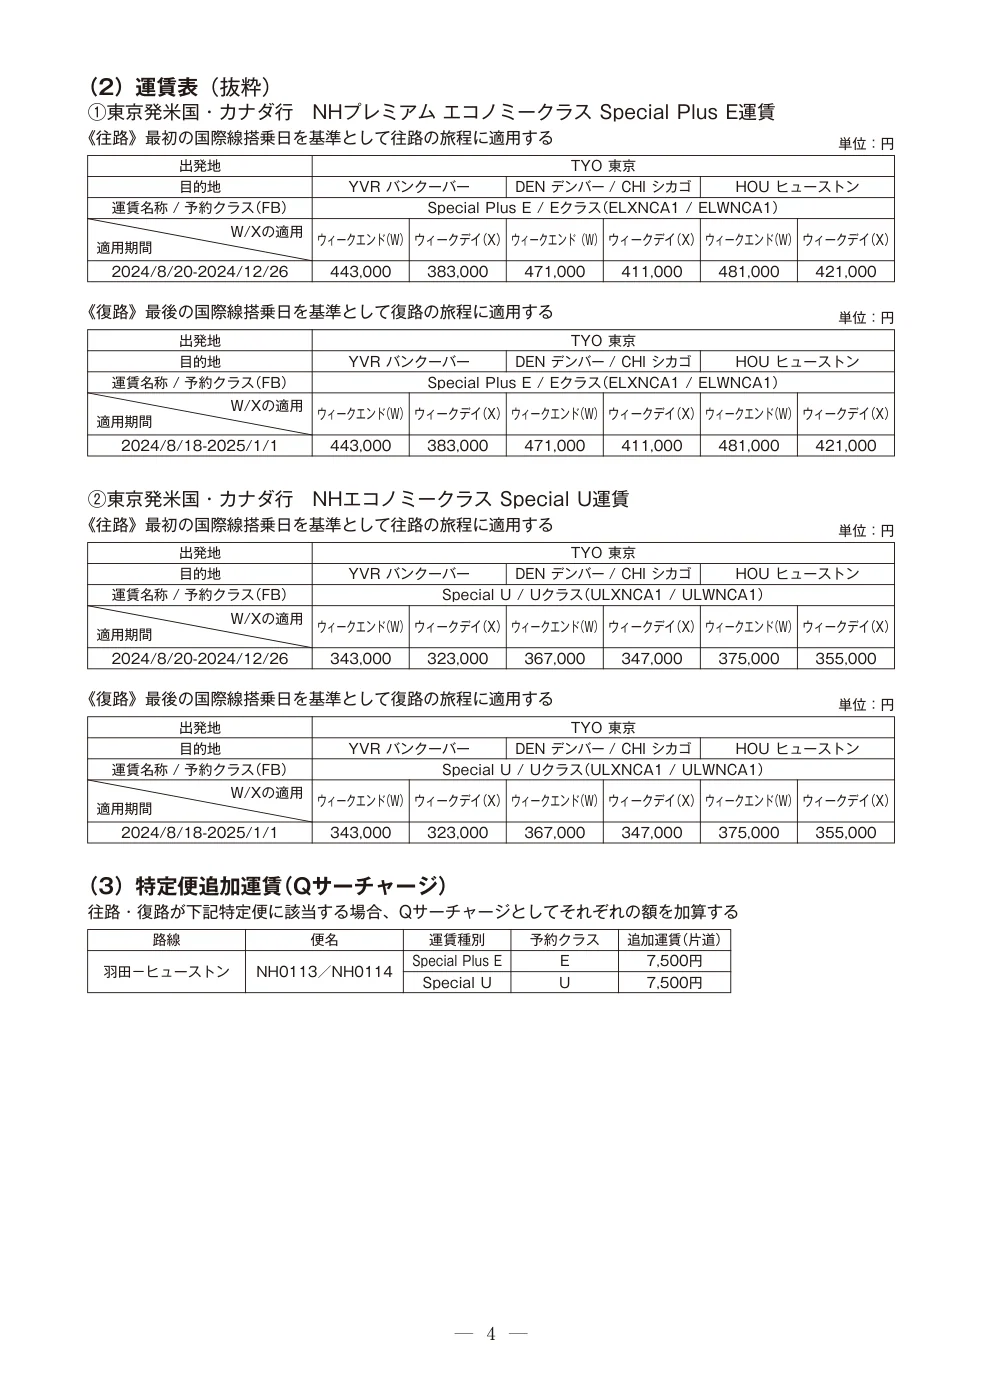 （2）運賃表（抜粋）
①東京発米国・カナダ行　NHプレミアム エコノミークラス Special Plus E運賃
《往路》最初の国際線搭乗日を基準として往路の旅程に適用する
単位：円
出発地 TYO 東京
目的地 YVR バンクーバー DEN デンバー / CHI シカゴ HOU ヒューストン
運賃名称 / 予約クラス（FB） Special Plus E / Eクラス（ELXNCA1 / ELWNCA1）
W/Xの適用
適用期間 ウィークエンド(W) ウィークデイ(X) ウィークエンド (W) ウィークデイ(X) ウィークエンド(W) ウィークデイ(X)
2024/8/20-2024/12/26 443,000 383,000 471,000 411,000 481,000 421,000
《復路》最後の国際線搭乗日を基準として復路の旅程に適用する
単位：円
出発地 TYO 東京
目的地 YVR バンクーバー DEN デンバー / CHI シカゴ HOU ヒューストン
運賃名称 / 予約クラス（FB） Special Plus E / Eクラス（ELXNCA1 / ELWNCA1）
W/Xの適用
適用期間 ウィークエンド(W) ウィークデイ(X) ウィークエンド(W) ウィークデイ(X) ウィークエンド(W) ウィークデイ(X)
2024/8/18-2025/1/1 443,000 383,000 471,000 411,000 481,000 421,000
②東京発米国・カナダ行　NHエコノミークラス Special U運賃
《往路》最初の国際線搭乗日を基準として往路の旅程に適用する
単位：円
出発地 TYO 東京
目的地 YVR バンクーバー DEN デンバー / CHI シカゴ HOU ヒューストン
運賃名称 / 予約クラス（FB） Special U / Uクラス（ULXNCA1 / ULWNCA1）
W/Xの適用
適用期間 ウィークエンド(W) ウィークデイ(X) ウィークエンド(W) ウィークデイ(X) ウィークエンド(W) ウィークデイ(X)
2024/8/20-2024/12/26 343,000 323,000 367,000 347,000 375,000 355,000
《復路》最後の国際線搭乗日を基準として復路の旅程に適用する
単位：円
出発地 TYO 東京
目的地 YVR バンクーバー DEN デンバー / CHI シカゴ HOU ヒューストン
運賃名称 / 予約クラス（FB） Special U / Uクラス（ULXNCA1 / ULWNCA1）
W/Xの適用
適用期間 ウィークエンド(W) ウィークデイ(X) ウィークエンド(W) ウィークデイ(X) ウィークエンド(W) ウィークデイ(X)
2024/8/18-2025/1/1 343,000 323,000 367,000 347,000 375,000 355,000
（3）特定便追加運賃（Qサーチャージ）
往路・復路が下記特定便に該当する場合、Qサーチャージとしてそれぞれの額を加算する
路線 便名 運賃種別 予約クラス 追加運賃（片道）
羽田－ヒューストン NH0113／NH0114 Special Plus E E 7,500円
Special U U 7,500円
— 4 —